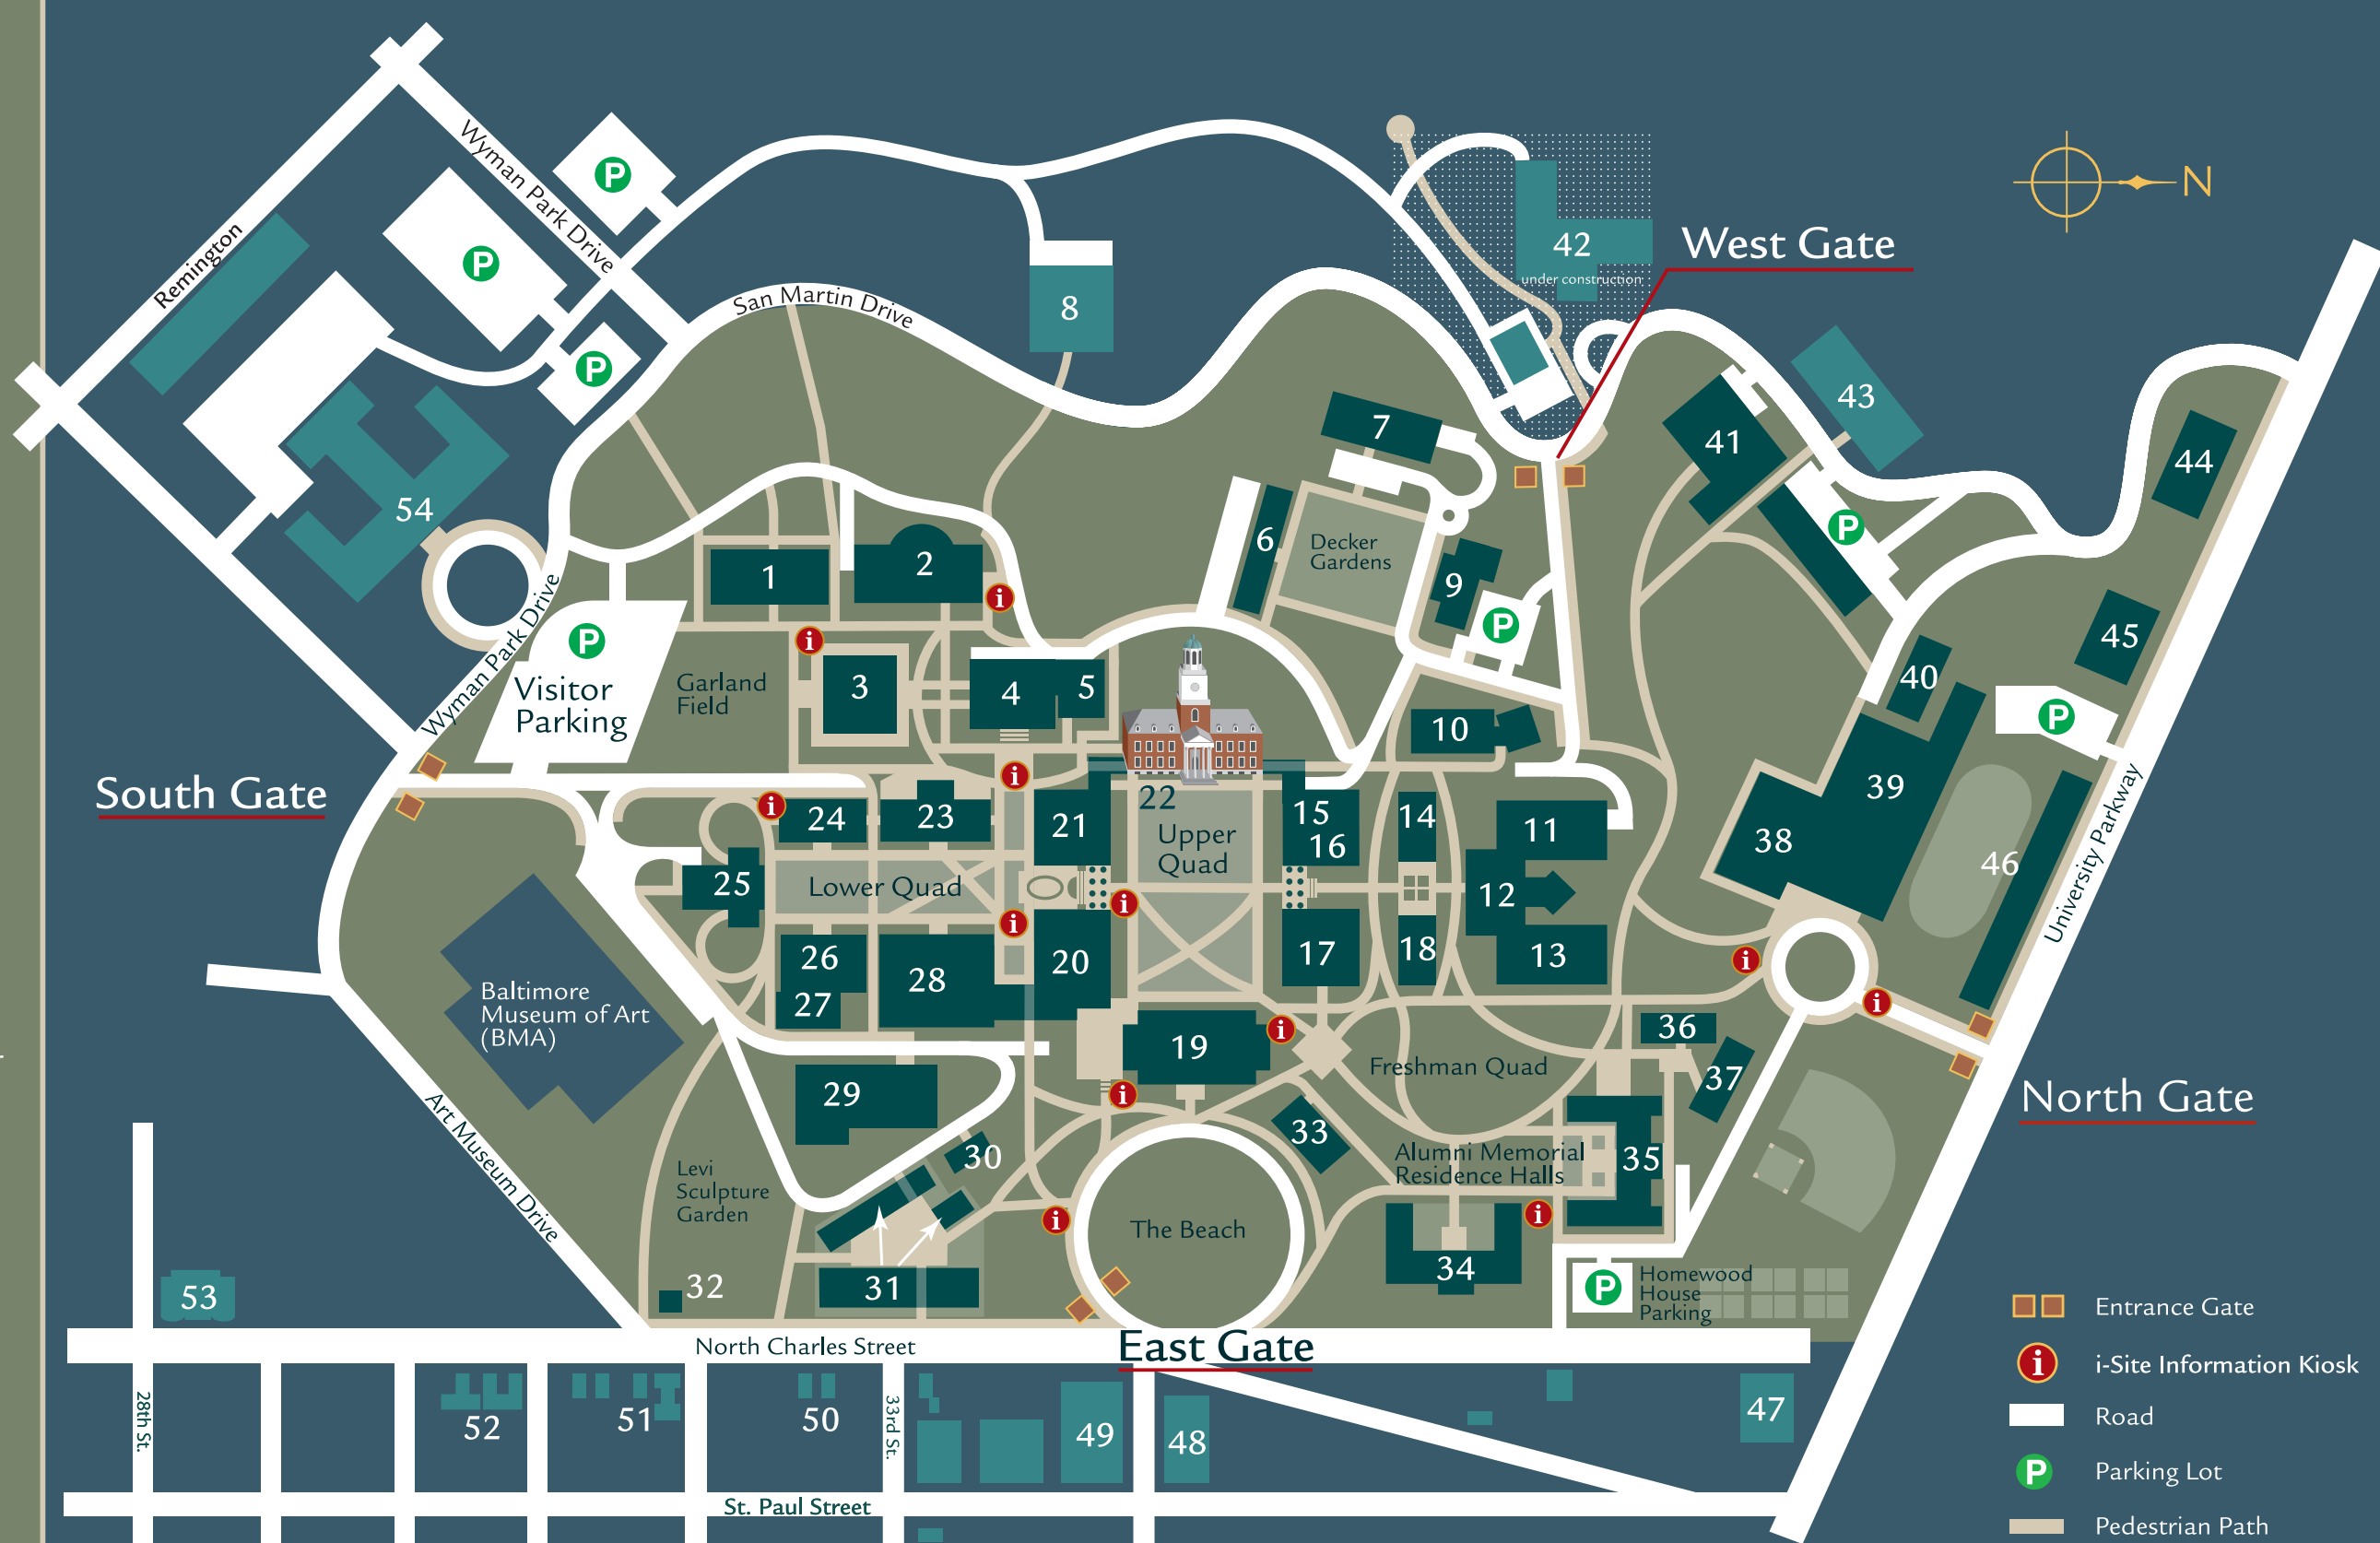 Wyman Park Drive
P
P
Remington
P
San Martin Drive
8
42
under construction
West Gate
N
43
7
41
44
54
6
Decker
Gardens
9
P
P
1
2
i
i
Wyman Park Drive
P
Visitor
Parking
Garland
Field
3
4
5
10
45
40
P
South Gate
i
i
24
23
21
22
Upper
Quad
15
16
14
11
39
38
46
University Parkway
25
Lower Quad
i
i
12
26
27
28
20
17
18
13
i
i
Baltimore
Museum of Art
(BMA)
19
i
36
Freshman Quad
37
North Gate
29
i
33
30
Alumni Memorial
Residence Halls
35
Art Museum Drive
Levi
Sculpture
Garden
i
The Beach
i
34
32
31
P
Homewood
House
Parking
53
North Charles Street
East Gate
28th St.
52
51
50
33rd St.
49
48
47
St. Paul Street
Entrance Gate
i
i-Site Information Kiosk
Road
P
Parking Lot
Pedestrian Path